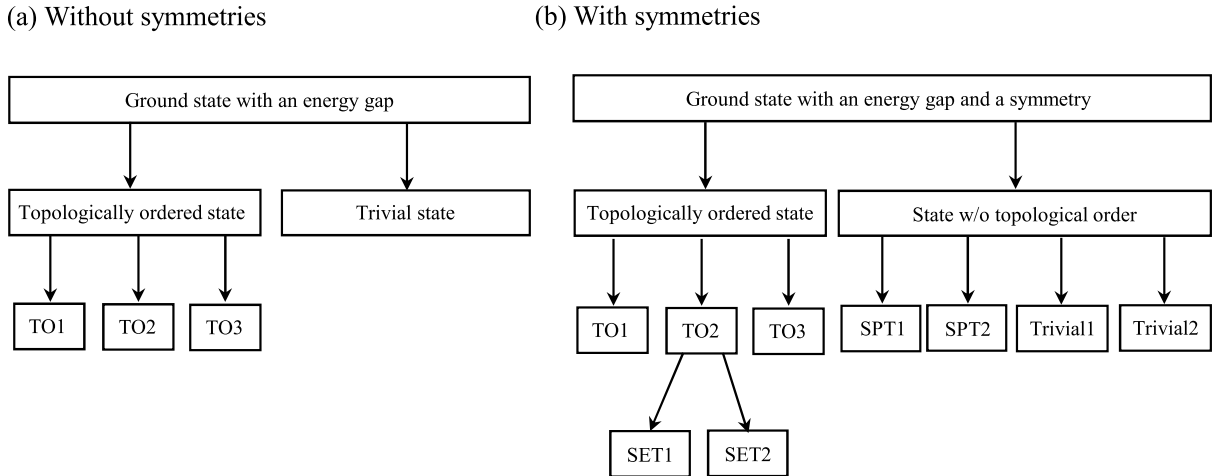 (a) Without symmetries
Ground state with an energy gap
Topologically ordered state
Trivial state
TO1
TO2
TO3
(b) With symmetries
Ground state with an energy gap and a symmetry
Topologically ordered state
State w/o topological order
TO1
TO2
TO3
SPT1
SPT2
Trivial1
Trivial2
SET1
SET2